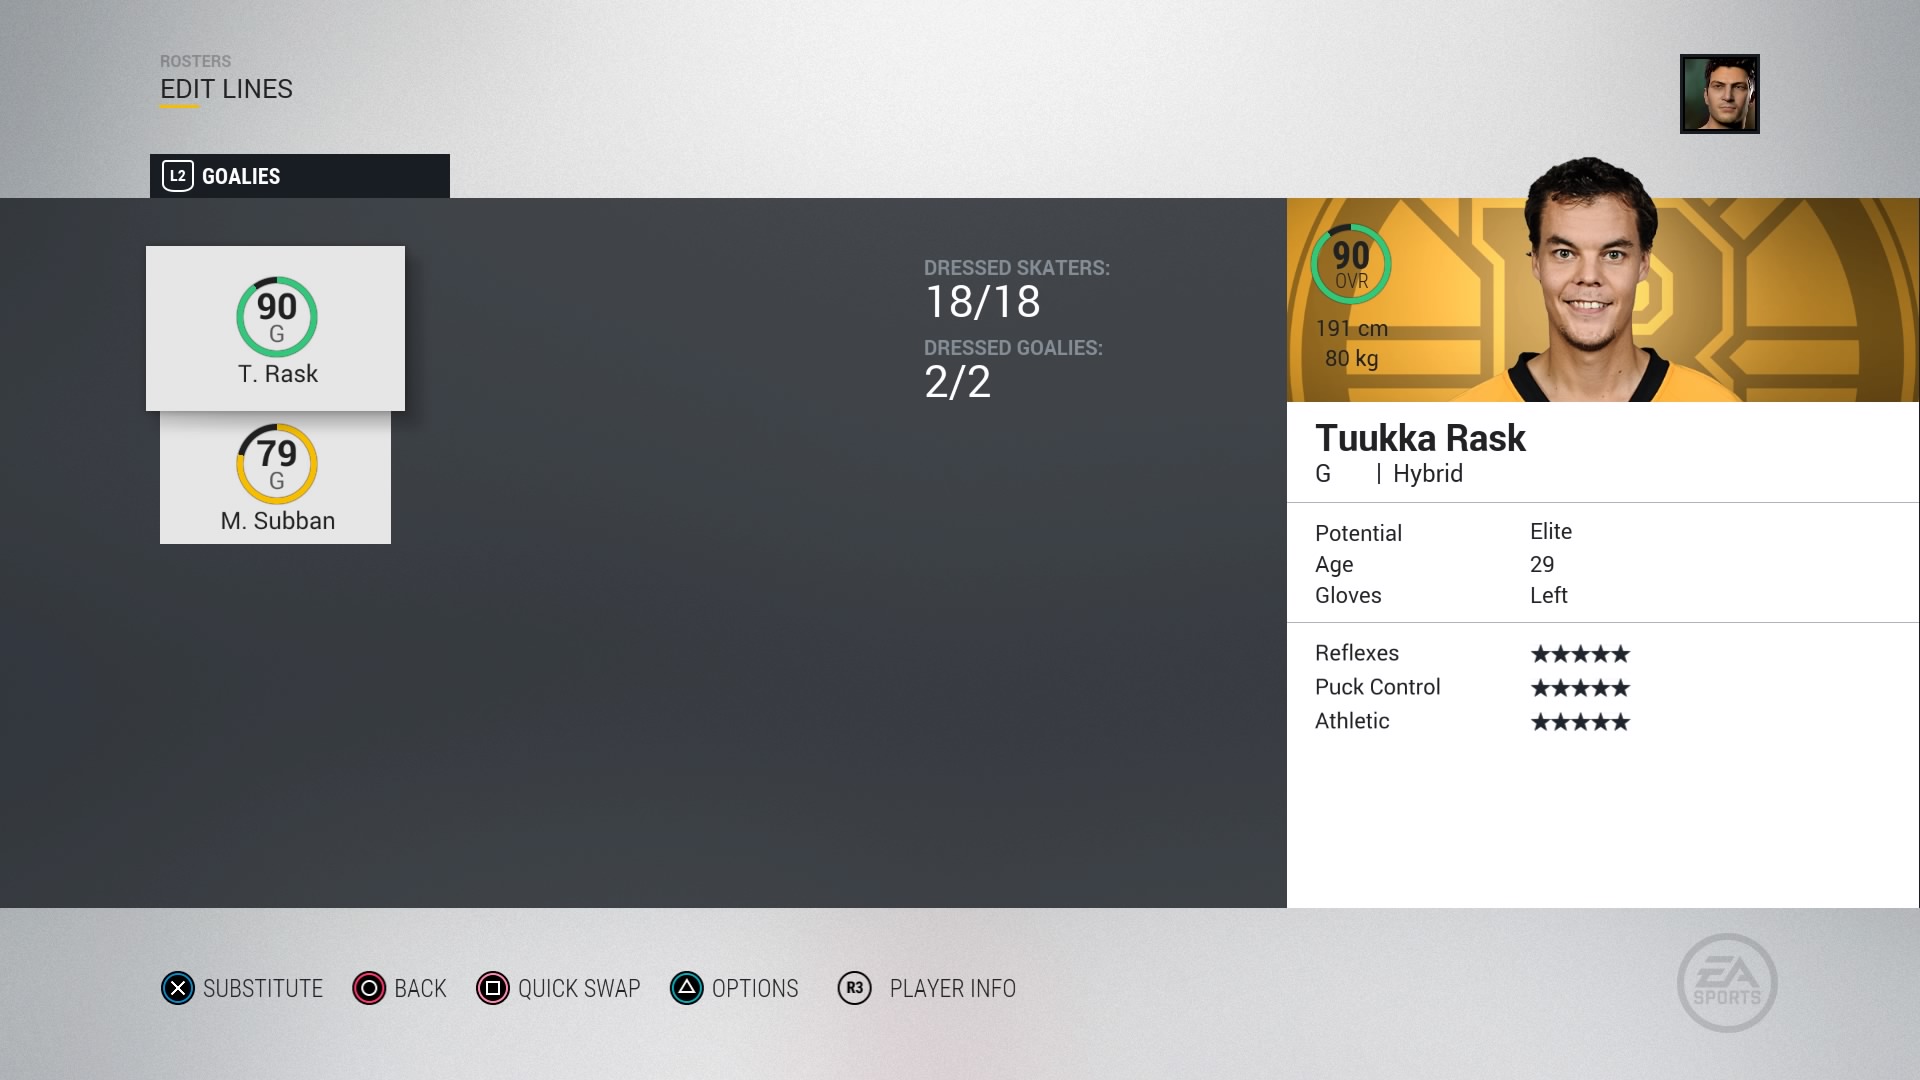 ROSTERS
EDIT LINES
L2 GOALIES
90
G
T. Rask
79
G
M. Subban
DRESSED SKATERS:
18/18
DRESSED GOALIES:
2/2
90
OVR
191 cm
80 kg
Tuukka Rask
G | Hybrid
Potential Elite
Age 29
Gloves Left
Reflexes ★★★★★
Puck Control ★★★★★
Athletic ★★★★★
SUBSTITUTE BACK QUICK SWAP OPTIONS R3 PLAYER INFO
EA
SPORTS